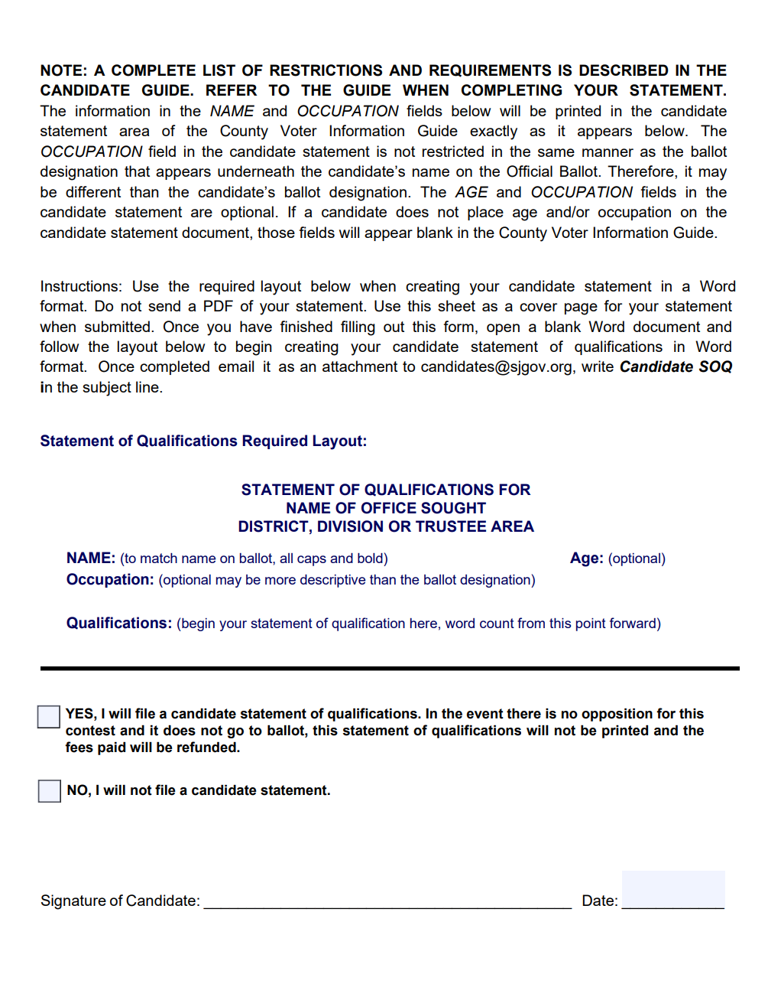 NOTE: A COMPLETE LIST OF RESTRICTIONS AND REQUIREMENTS IS DESCRIBED IN THE
CANDIDATE GUIDE. REFER TO THE GUIDE WHEN COMPLETING YOUR STATEMENT.
The information in the NAME and OCCUPATION fields below will be printed in the candidate
statement area of the County Voter Information Guide exactly as it appears below. The
OCCUPATION field in the candidate statement is not restricted in the same manner as the ballot
designation that appears underneath the candidate’s name on the Official Ballot. Therefore, it may
be different than the candidate’s ballot designation. The AGE and OCCUPATION fields in the
candidate statement are optional. If a candidate does not place age and/or occupation on the
candidate statement document, those fields will appear blank in the County Voter Information Guide.
Instructions: Use the required layout below when creating your candidate statement in a Word
format. Do not send a PDF of your statement. Use this sheet as a cover page for your statement
when submitted. Once you have finished filling out this form, open a blank Word document and
follow the layout below to begin creating your candidate statement of qualifications in Word
format. Once completed email it as an attachment to candidates@sjgov.org, write Candidate SOQ
in the subject line.
Statement of Qualifications Required Layout:
STATEMENT OF QUALIFICATIONS FOR
NAME OF OFFICE SOUGHT
DISTRICT, DIVISION OR TRUSTEE AREA
NAME: (to match name on ballot, all caps and bold) Age: (optional)
Occupation: (optional may be more descriptive than the ballot designation)
Qualifications: (begin your statement of qualification here, word count from this point forward)
YES, I will file a candidate statement of qualifications. In the event there is no opposition for this
contest and it does not go to ballot, this statement of qualifications will not be printed and the
fees paid will be refunded.
NO, I will not file a candidate statement.
Signature of Candidate: Date: